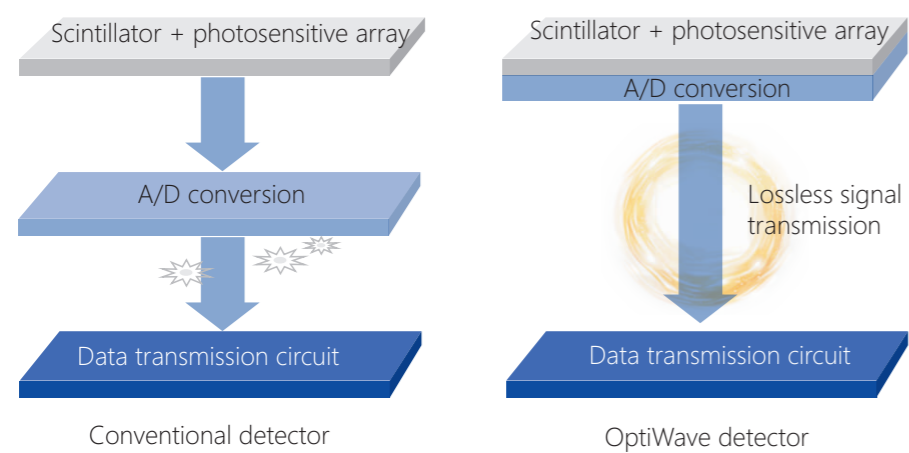 Scintillator + photosensitive array
A/D conversion
Data transmission circuit
Conventional detector
Scintillator + photosensitive array
A/D conversion
Lossless signal
transmission
Data transmission circuit
OptiWave detector